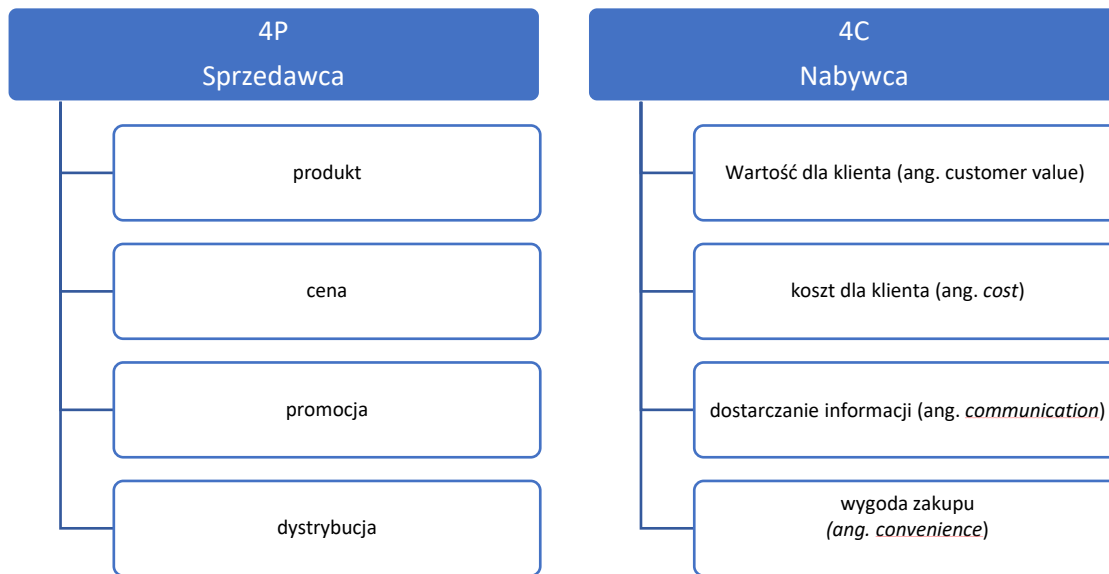 4P
Sprzedawca
produkt
cena
promocja
dystrybucja
4C
Nabywca
Wartość dla klienta (ang. customer value)
koszt dla klienta (ang. cost)
dostarczanie informacji (ang. communication)
wygoda zakupu
(ang. convenience)